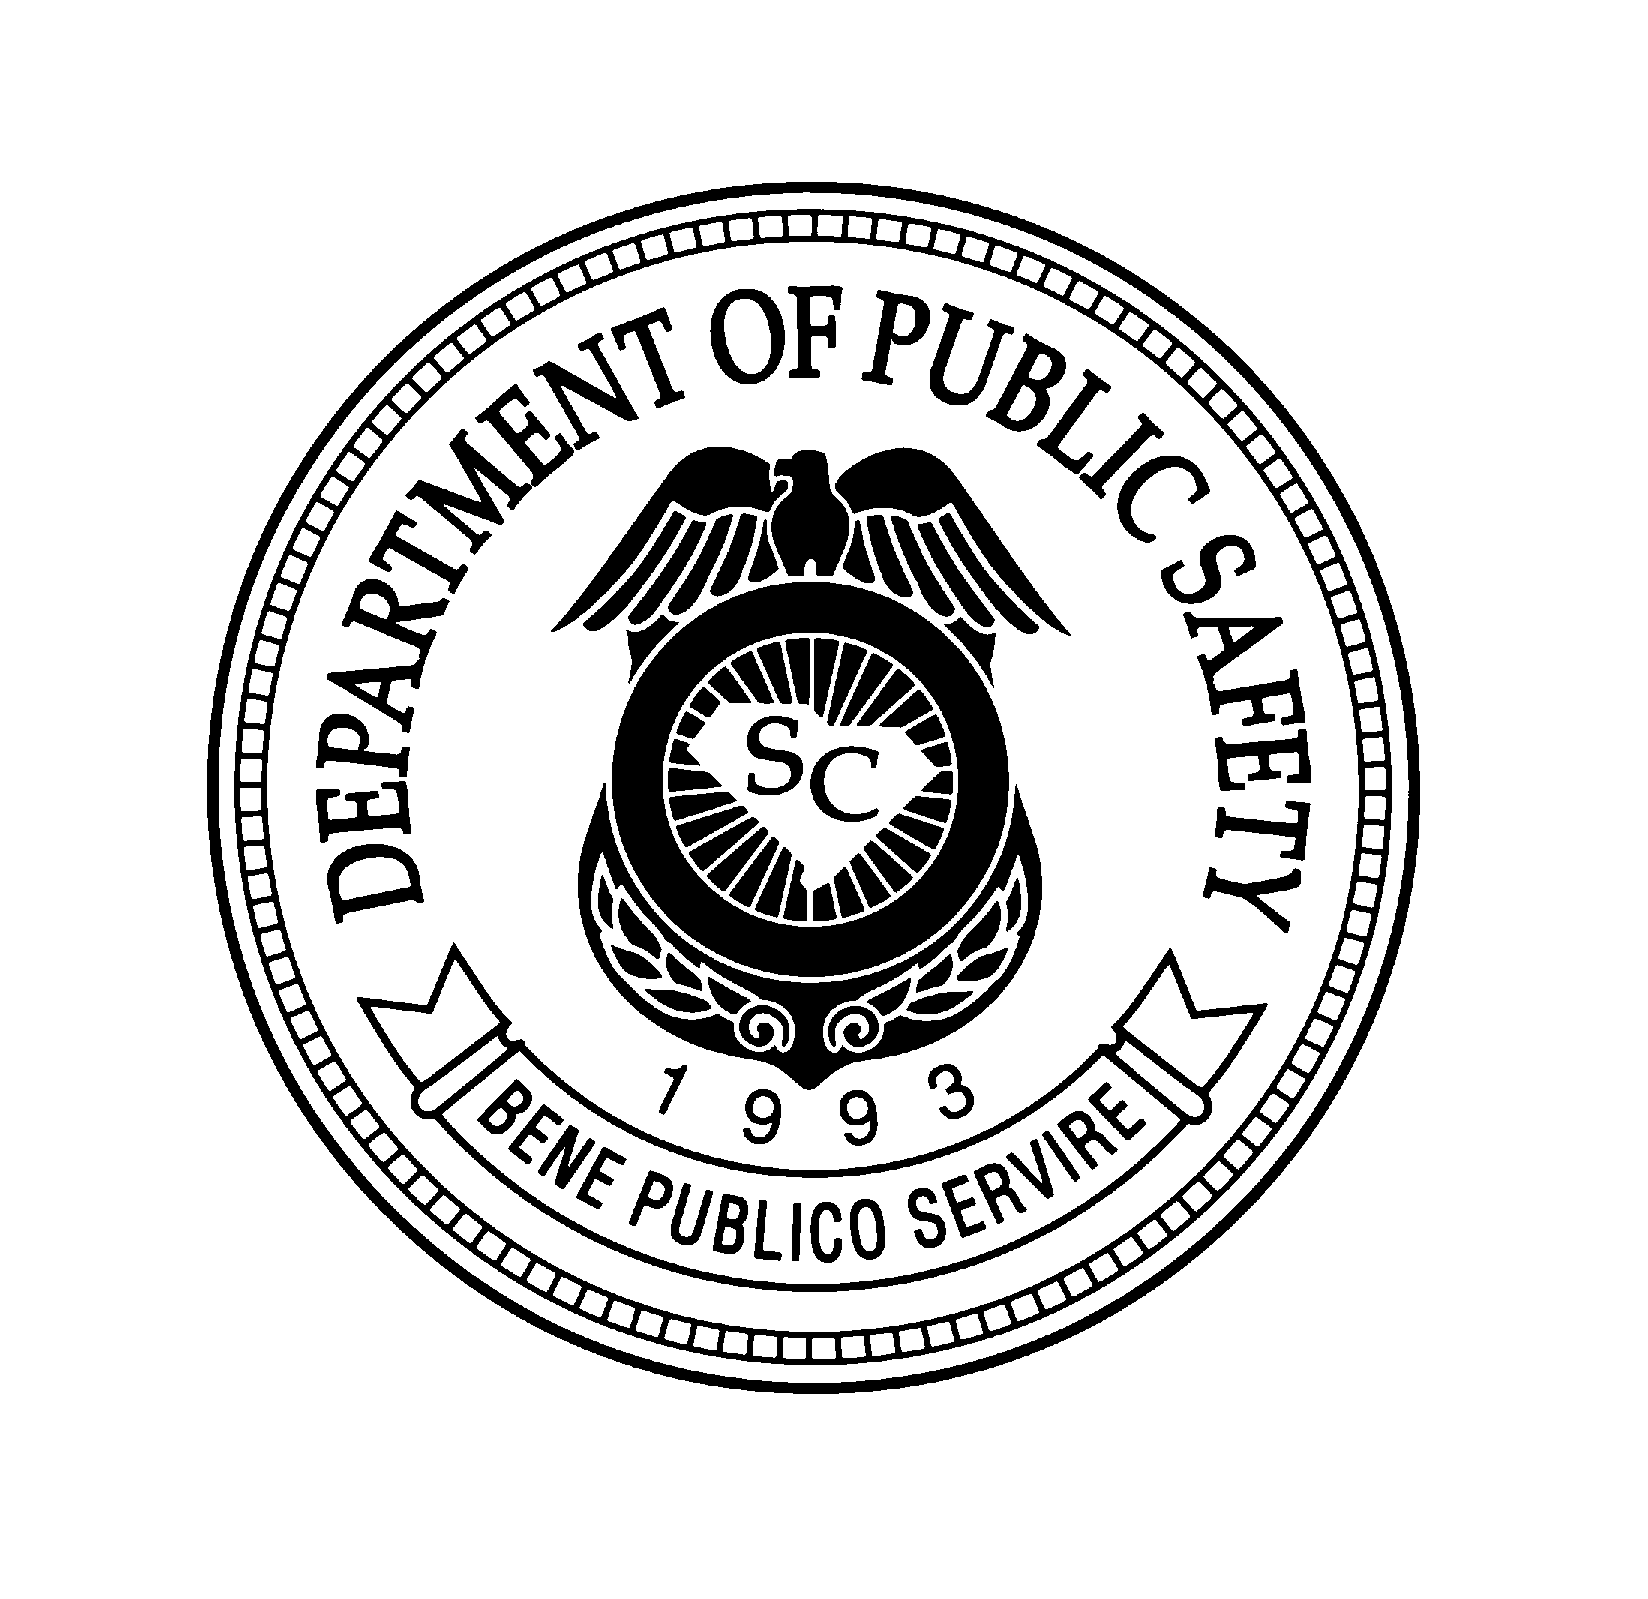 DEPARTMENT OF PUBLIC SAFETY
SC
1993
BENE PUBLICO SERVIRE